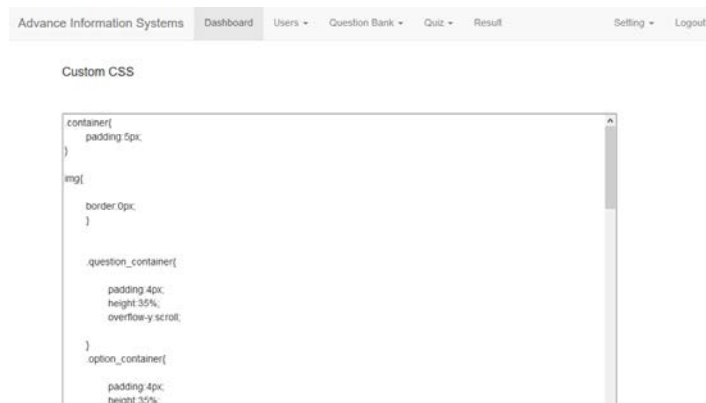 Advance Information Systems Dashboard Users Question Bank Quiz Result Setting Logout
Custom CSS
.container{
padding:5px;
}
img{
border:0px;
}
.question_container{
padding:4px;
height:35%;
overflow-y:scroll;
}
.option_container{
padding:4px;
height:35%;